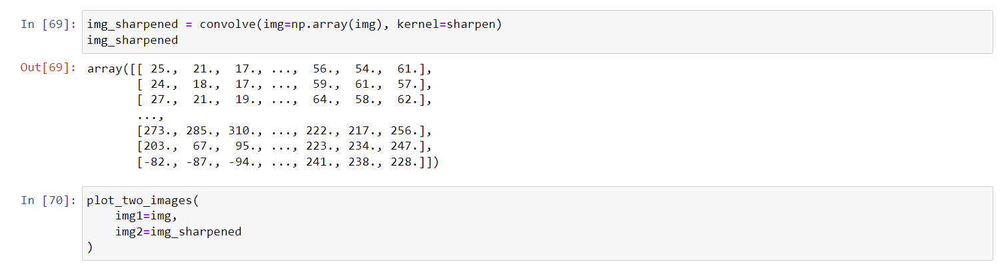 In [69]: img_sharpened = convolve(img=np.array(img), kernel=sharpen)
img_sharpened
Out[69]: array([[ 25., 21., 17., ..., 56., 54., 61.],
[ 24., 18., 17., ..., 59., 61., 57.],
[ 27., 21., 19., ..., 64., 58., 62.],
...,
[273., 285., 310., ..., 222., 217., 256.],
[203., 67., 95., ..., 223., 234., 247.],
[-82., -87., -94., ..., 241., 238., 228.]])
In [70]: plot_two_images(
img1=img,
img2=img_sharpened
)